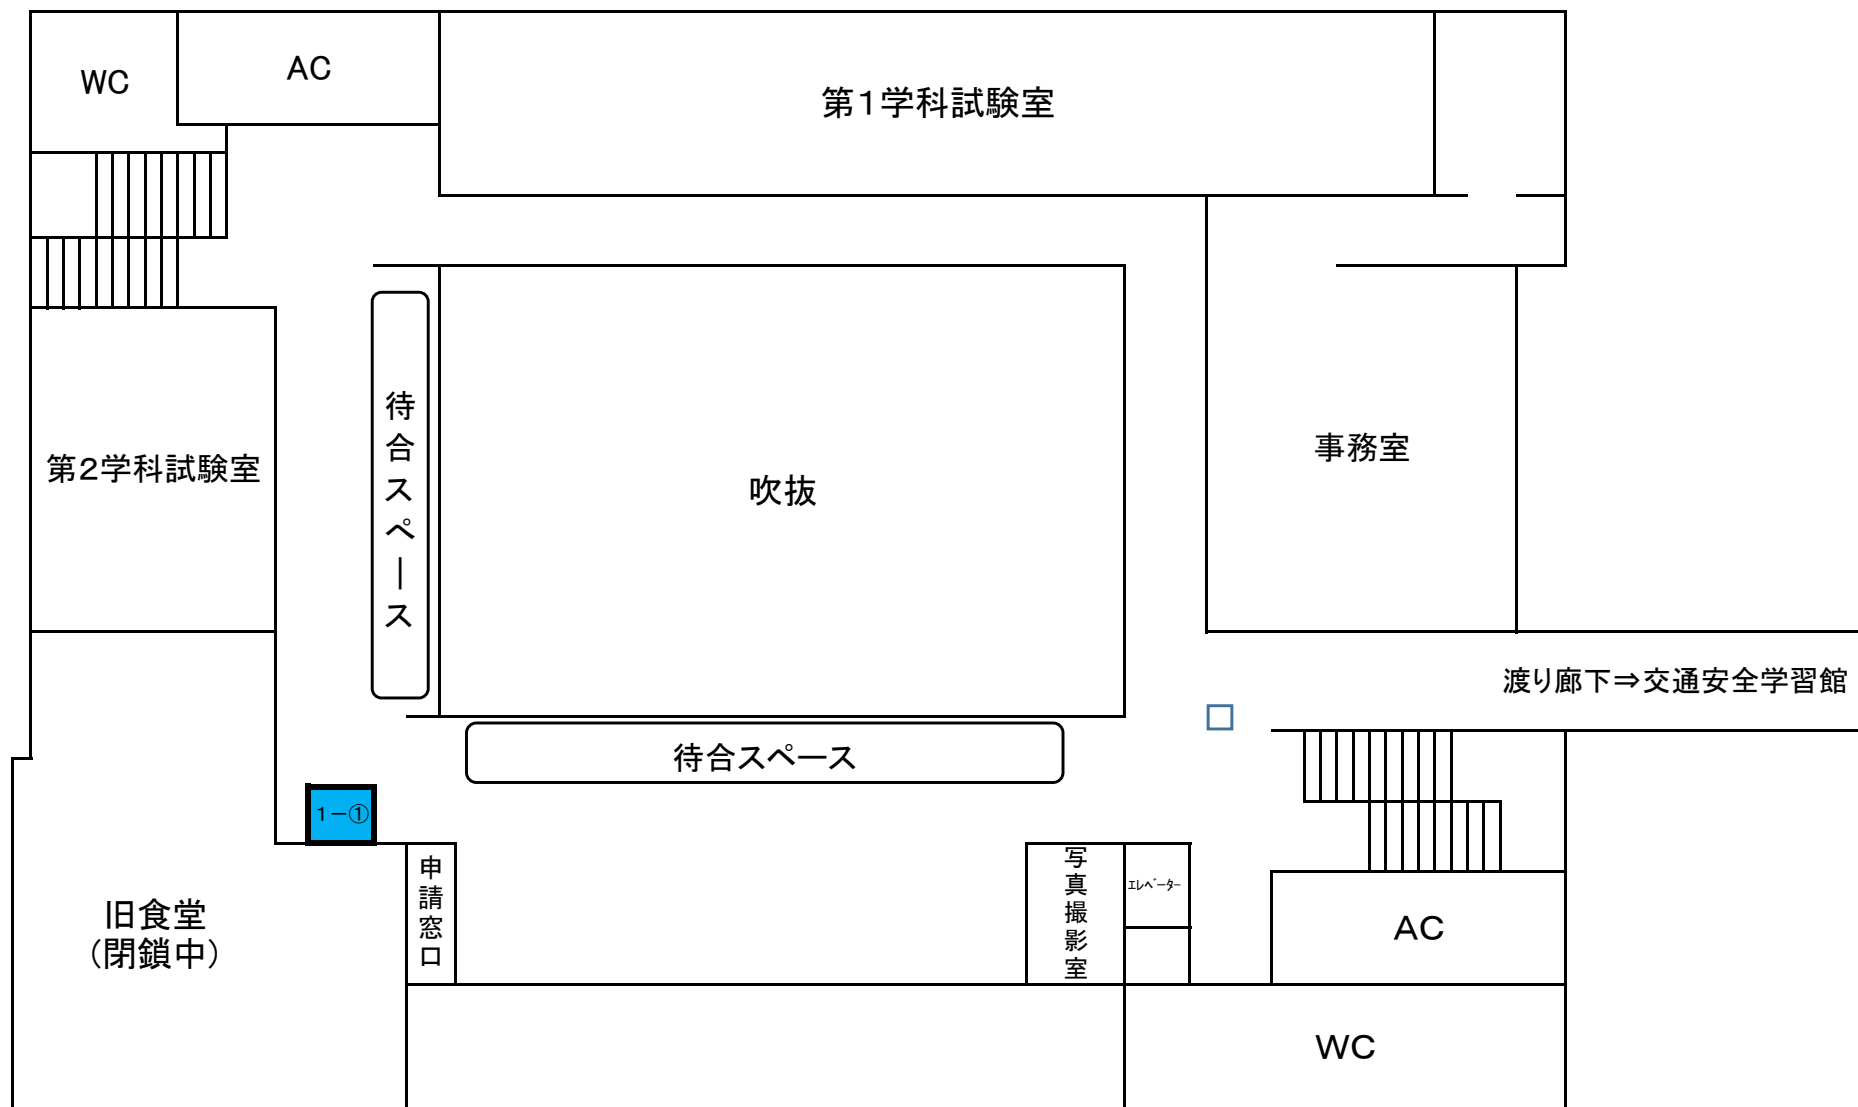 WC
AC
第1学科試験室
待合スペース
第2学科試験室
吹抜
事務室
渡り廊下⇒交通安全学習館
待合スペース
1－①
申請窓口
写真撮影室
ｴﾚﾍﾞｰﾀｰ
旧食堂
（閉鎖中）
AC
WC